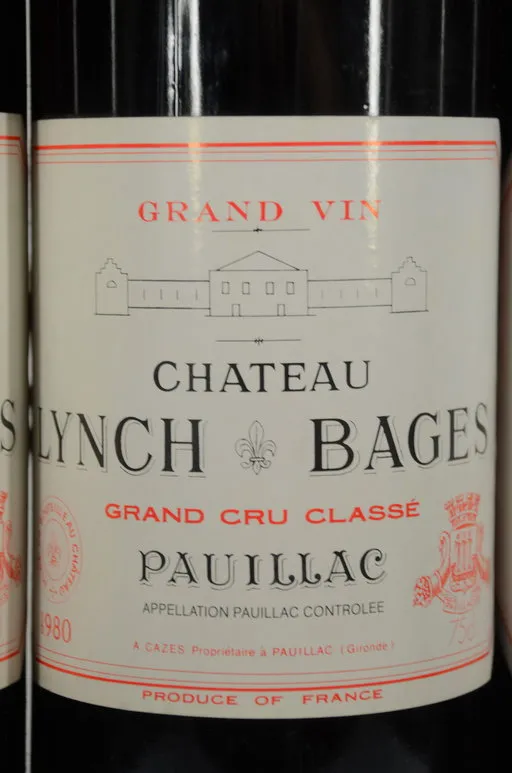 GRAND VIN
CHATEAU
LYNCH BAGES
S
GRAND CRU CLASSÉ
PAUILLAC
APPELLATION PAUILLAC CONTROLEE
1980
A. CAZES Propriétaire à PAUILLAC (Gironde)
PRODUCE OF FRANCE